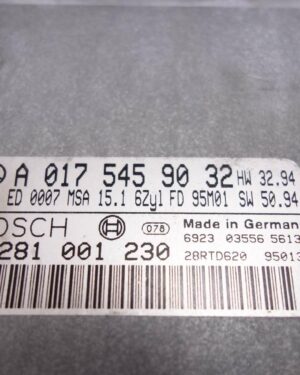 A 017 545 90 32 HW 32.94
ED 0007 MSA 15.1 6Zyl FD 95M01 SW 50.94
OSCH 078 Made in German
6923 03556 5613
281 001 230 28RTD620 95013